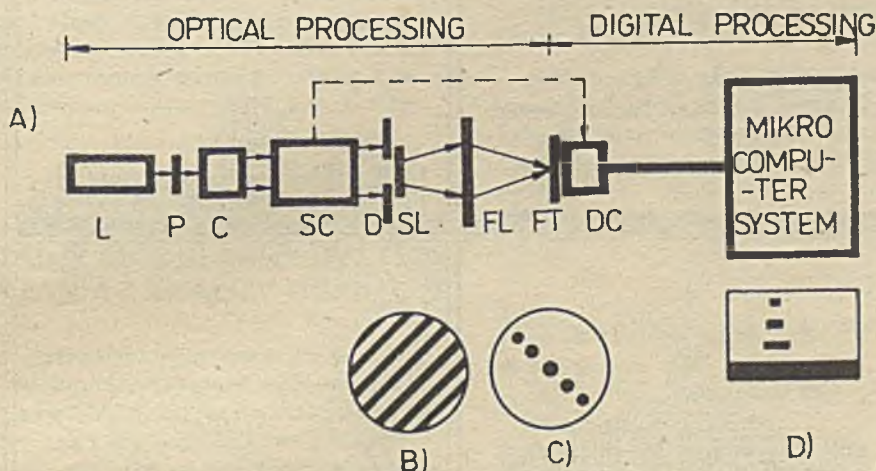 OPTICAL PROCESSING DIGITAL PROCESSING
A)
MIKRO
COMPU-
-TER
SYSTEM
L P C SC D SL FL FT DC
B) C) D)